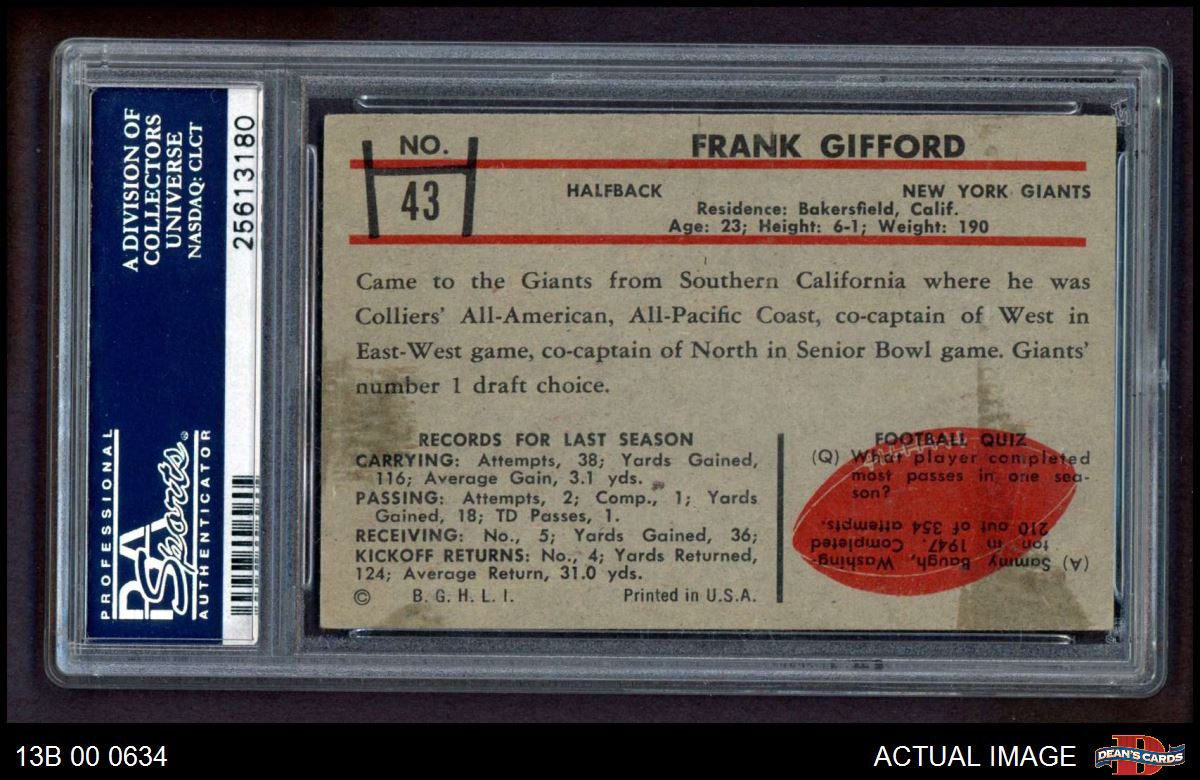 A DIVISION OF
COLLECTORS
UNIVERSE
NASDAQ: CLCT
25613180
PROFESSIONAL
PSA
Sports
AUTHENTICATOR
NO.
43
FRANK GIFFORD
HALFBACK NEW YORK GIANTS
Residence: Bakersfield, Calif.
Age: 23; Height: 6-1; Weight: 190
Came to the Giants from Southern California where he was
Colliers' All-American, All-Pacific Coast, co-captain of West in
East-West game, co-captain of North in Senior Bowl game. Giants'
number 1 draft choice.
RECORDS FOR LAST SEASON
CARRYING: Attempts, 38; Yards Gained,
116; Average Gain, 3.1 yds.
PASSING: Attempts, 2; Comp., 1; Yards
Gained, 18; TD Passes, 1.
RECEIVING: No., 5; Yards Gained, 36;
KICKOFF RETURNS: No., 4; Yards Returned,
124; Average Return, 31.0 yds.
© B. G. H. L. I. Printed in U.S.A.
FOOTBALL QUIZ
(Q) What player completed
most passes in one sea-
son?
(A) Sammy Baugh, Washing-
ton in 1947. Completed
210 out of 354 attempts.
13B 00 0634
ACTUAL IMAGE
DEAN'S CARDS